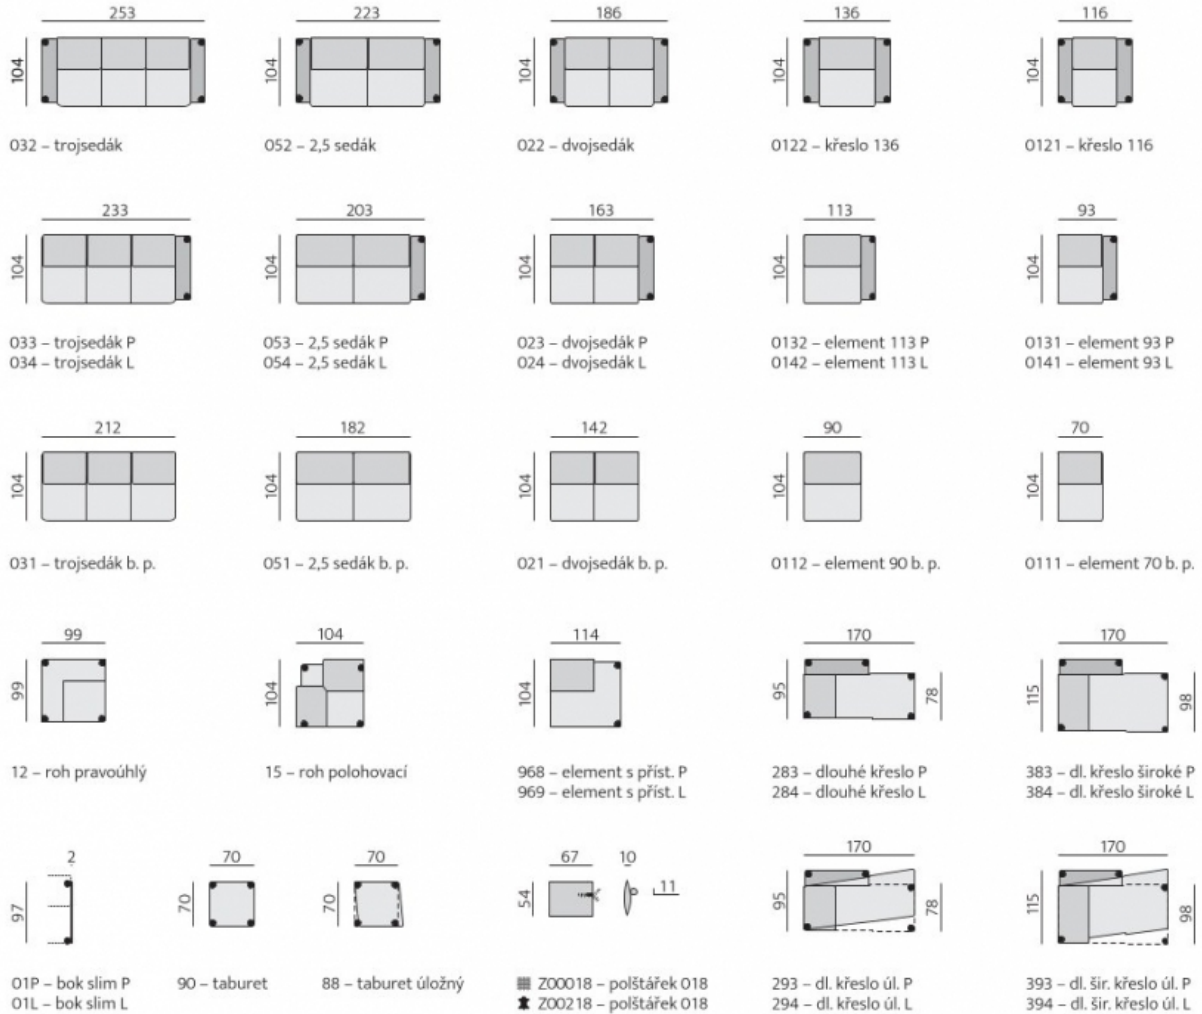 253 223 186 136 116
104 104 104 104 104
032 – trojsedák 052 – 2,5 sedák 022 – dvojsedák 0122 – křeslo 136 0121 – křeslo 116
233 203 163 113 93
104 104 104 104 104
033 – trojsedák P 053 – 2,5 sedák P 023 – dvojsedák P 0132 – element 113 P 0131 – element 93 P
034 – trojsedák L 054 – 2,5 sedák L 024 – dvojsedák L 0142 – element 113 L 0141 – element 93 L
212 182 142 90 70
104 104 104 104 104
031 – trojsedák b. p. 051 – 2,5 sedák b. p. 021 – dvojsedák b. p. 0112 – element 90 b. p. 0111 – element 70 b. p.
99 104 114 170 170
99 104 104 95 78 115 98
12 – roh pravoúhlý 15 – roh polohovací 968 – element s příst. P 283 – dlouhé křeslo P 383 – dl. křeslo široké P
969 – element s příst. L 284 – dlouhé křeslo L 384 – dl. křeslo široké L
2 70 70 67 10 170 170
97 70 70 54 11 95 78 115 98
01P – bok slim P 90 – taburet 88 – taburet úložný Z00018 – polštářek 018 293 – dl. křeslo úl. P 393 – dl. šir. křeslo úl. P
01L – bok slim L Z00218 – polštářek 018 294 – dl. křeslo úl. L 394 – dl. šir. křeslo úl. L